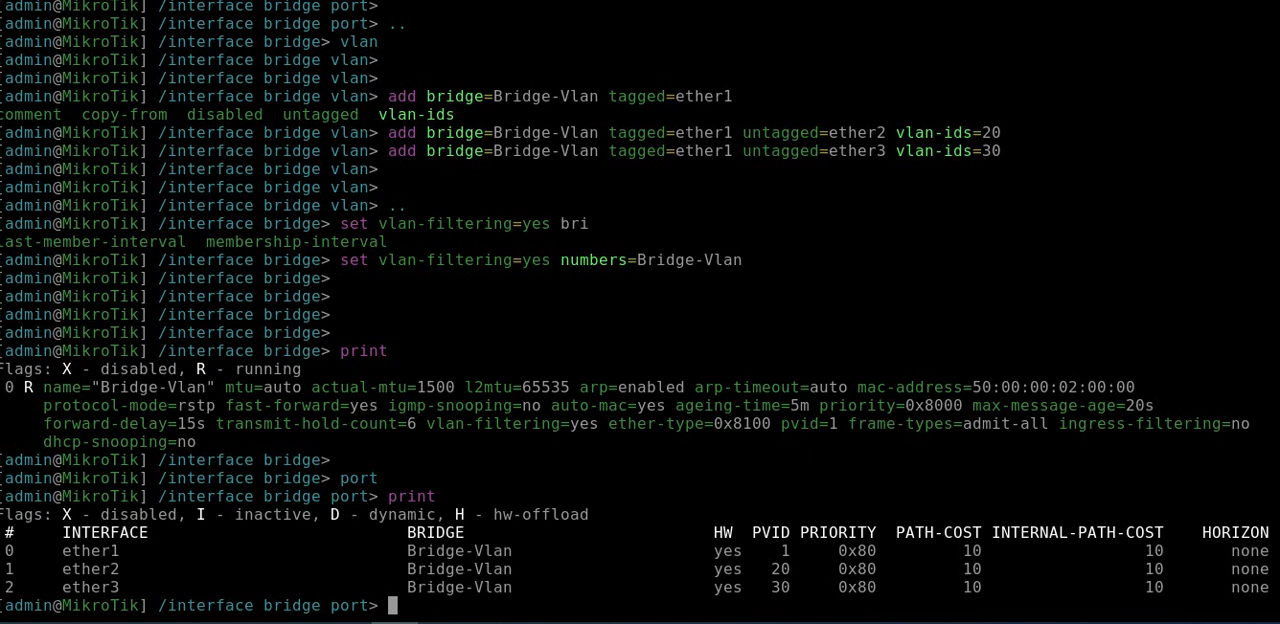 [admin@MikroTik] /interface bridge port>
[admin@MikroTik] /interface bridge port> ..
[admin@MikroTik] /interface bridge> vlan
[admin@MikroTik] /interface bridge vlan>
[admin@MikroTik] /interface bridge vlan>
[admin@MikroTik] /interface bridge vlan> add bridge=Bridge-Vlan tagged=ether1
comment  copy-from  disabled  untagged  vlan-ids
[admin@MikroTik] /interface bridge vlan> add bridge=Bridge-Vlan tagged=ether1 untagged=ether2 vlan-ids=20
[admin@MikroTik] /interface bridge vlan> add bridge=Bridge-Vlan tagged=ether1 untagged=ether3 vlan-ids=30
[admin@MikroTik] /interface bridge vlan>
[admin@MikroTik] /interface bridge vlan>
[admin@MikroTik] /interface bridge vlan> ..
[admin@MikroTik] /interface bridge> set vlan-filtering=yes bri
last-member-interval  membership-interval
[admin@MikroTik] /interface bridge> set vlan-filtering=yes numbers=Bridge-Vlan
[admin@MikroTik] /interface bridge>
[admin@MikroTik] /interface bridge>
[admin@MikroTik] /interface bridge>
[admin@MikroTik] /interface bridge>
[admin@MikroTik] /interface bridge> print
Flags: X - disabled, R - running
0 R name="Bridge-Vlan" mtu=auto actual-mtu=1500 l2mtu=65535 arp=enabled arp-timeout=auto mac-address=50:00:00:02:00:00
protocol-mode=rstp fast-forward=yes igmp-snooping=no auto-mac=yes ageing-time=5m priority=0x8000 max-message-age=20s
forward-delay=15s transmit-hold-count=6 vlan-filtering=yes ether-type=0x8100 pvid=1 frame-types=admit-all ingress-filtering=no
dhcp-snooping=no
[admin@MikroTik] /interface bridge>
[admin@MikroTik] /interface bridge> port
[admin@MikroTik] /interface bridge port> print
Flags: X - disabled, I - inactive, D - dynamic, H - hw-offload
# INTERFACE BRIDGE HW PVID PRIORITY PATH-COST INTERNAL-PATH-COST HORIZON
0 ether1 Bridge-Vlan yes 1 0x80 10 10 none
1 ether2 Bridge-Vlan yes 20 0x80 10 10 none
2 ether3 Bridge-Vlan yes 30 0x80 10 10 none
[admin@MikroTik] /interface bridge port>